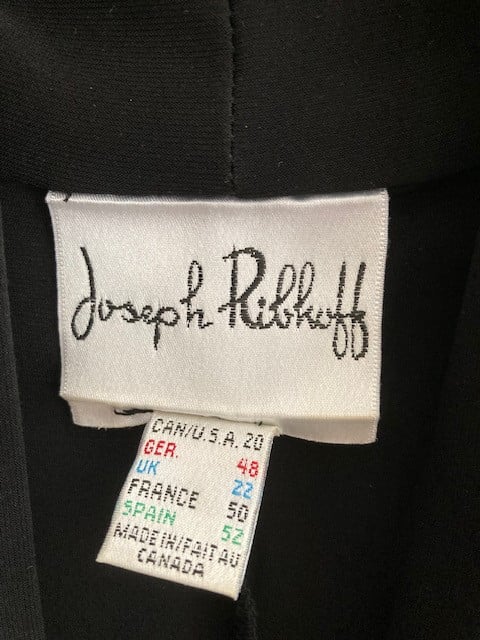 Joseph Ribkoff
CAN/U.S.A. 20
GER. 48
UK 22
FRANCE 50
SPAIN 52
MADE IN/FAIT AU
CANADA